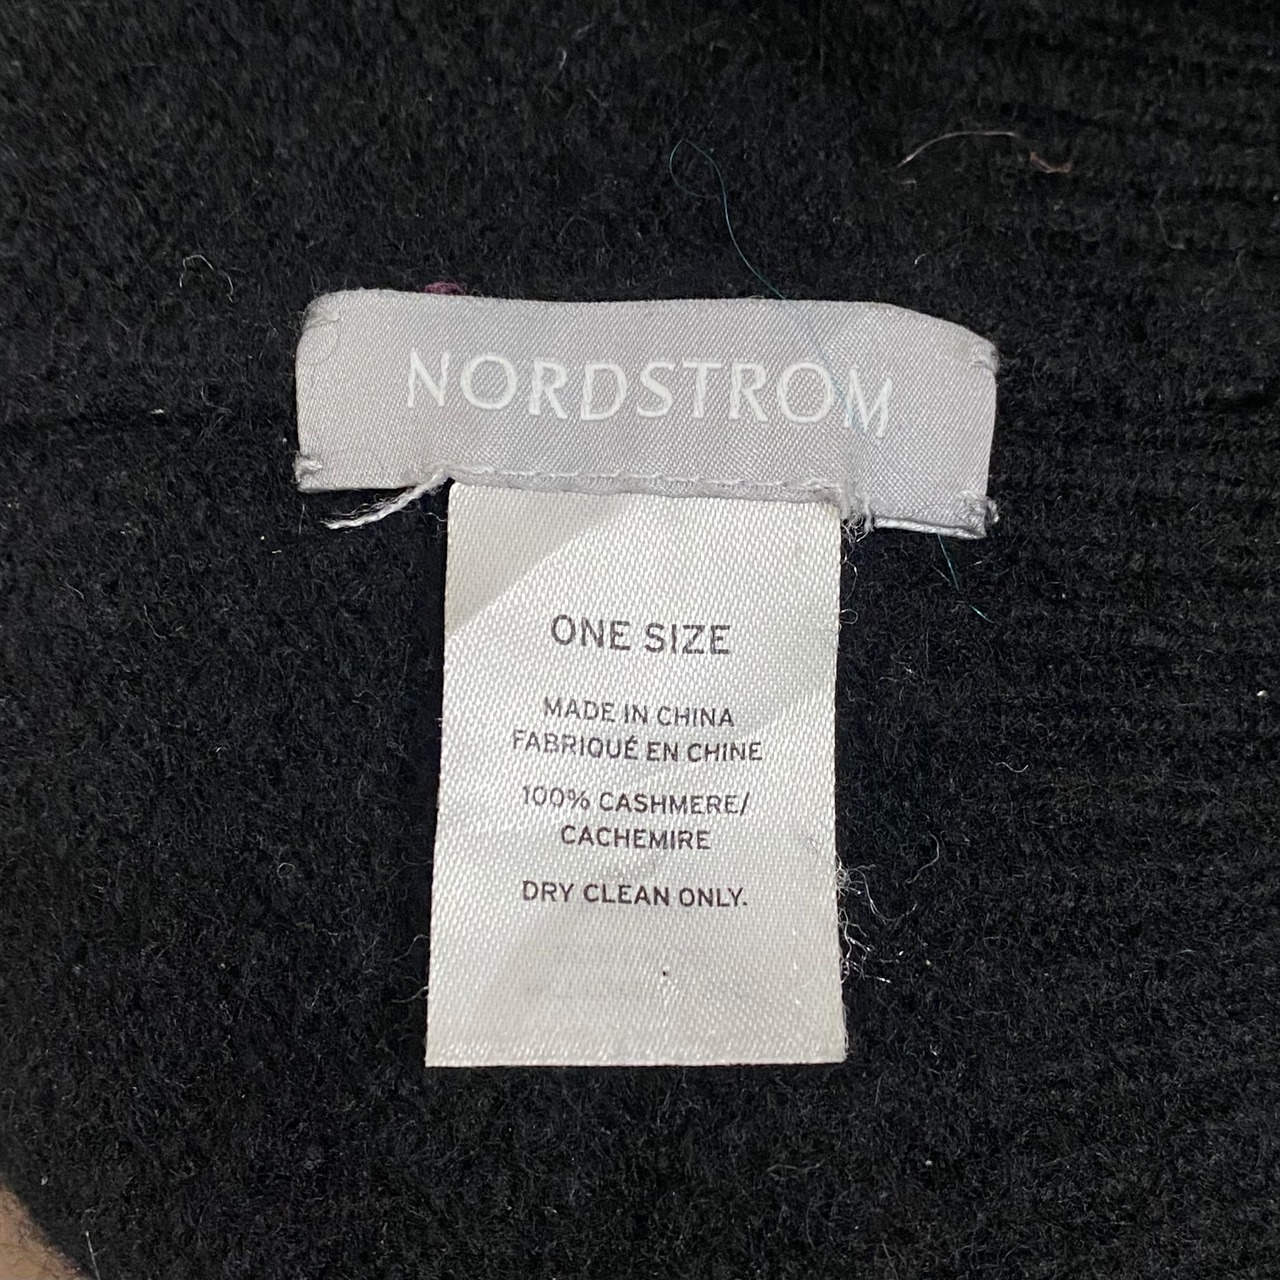 NORDSTROM
ONE SIZE
MADE IN CHINA
FABRIQUÉ EN CHINE
100% CASHMERE/
CACHEMIRE
DRY CLEAN ONLY.